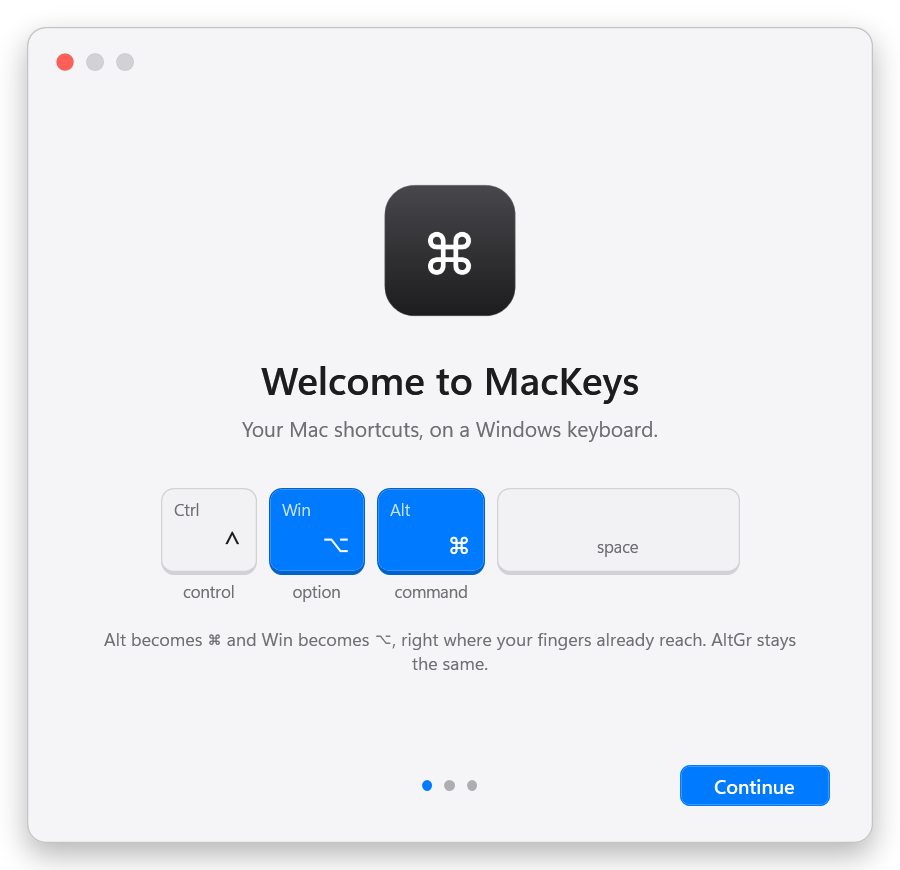 ⌘
Welcome to MacKeys
Your Mac shortcuts, on a Windows keyboard.
Ctrl
^
Win
⌥
Alt
⌘
space
control
option
command
Alt becomes ⌘ and Win becomes ⌥, right where your fingers already reach. AltGr stays
the same.
Continue